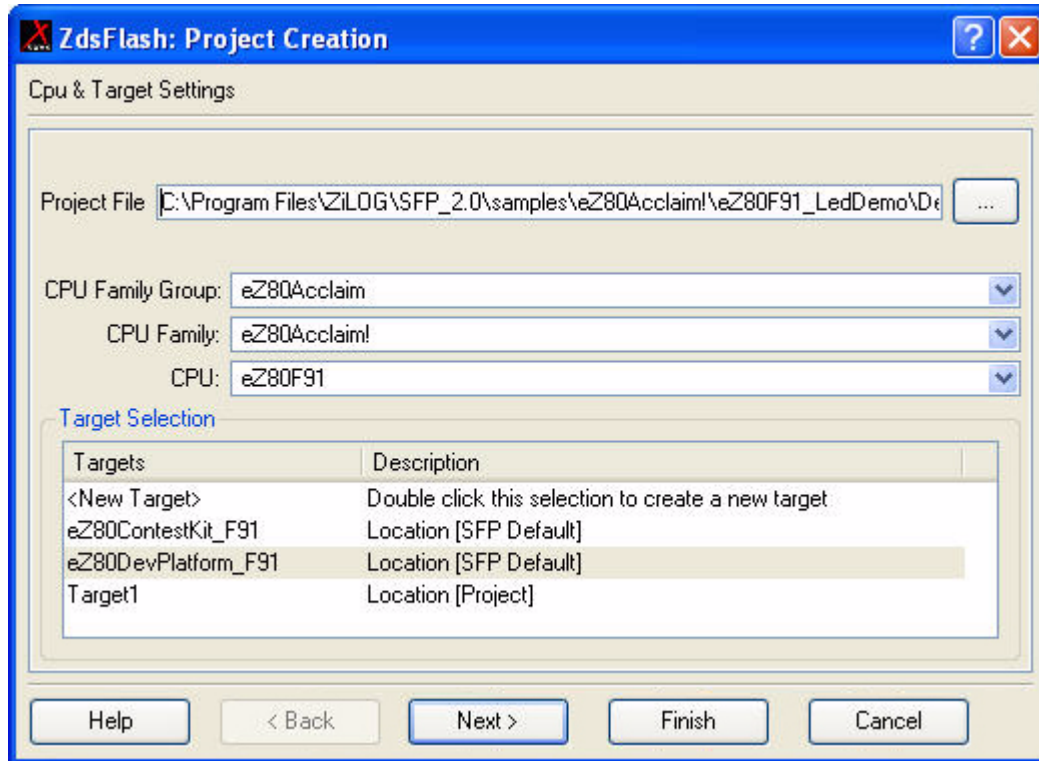 ZdsFlash: Project Creation
Cpu & Target Settings
Project File C:\Program Files\ZiLOG\SFP_2.0\samples\eZ80Acclaim!\eZ80F91_LedDemo\De ...
CPU Family Group: eZ80Acclaim
CPU Family: eZ80Acclaim!
CPU: eZ80F91
Target Selection
Targets Description
<New Target> Double click this selection to create a new target
eZ80ContestKit_F91 Location [SFP Default]
eZ80DevPlatform_F91 Location [SFP Default]
Target1 Location [Project]
Help < Back Next > Finish Cancel